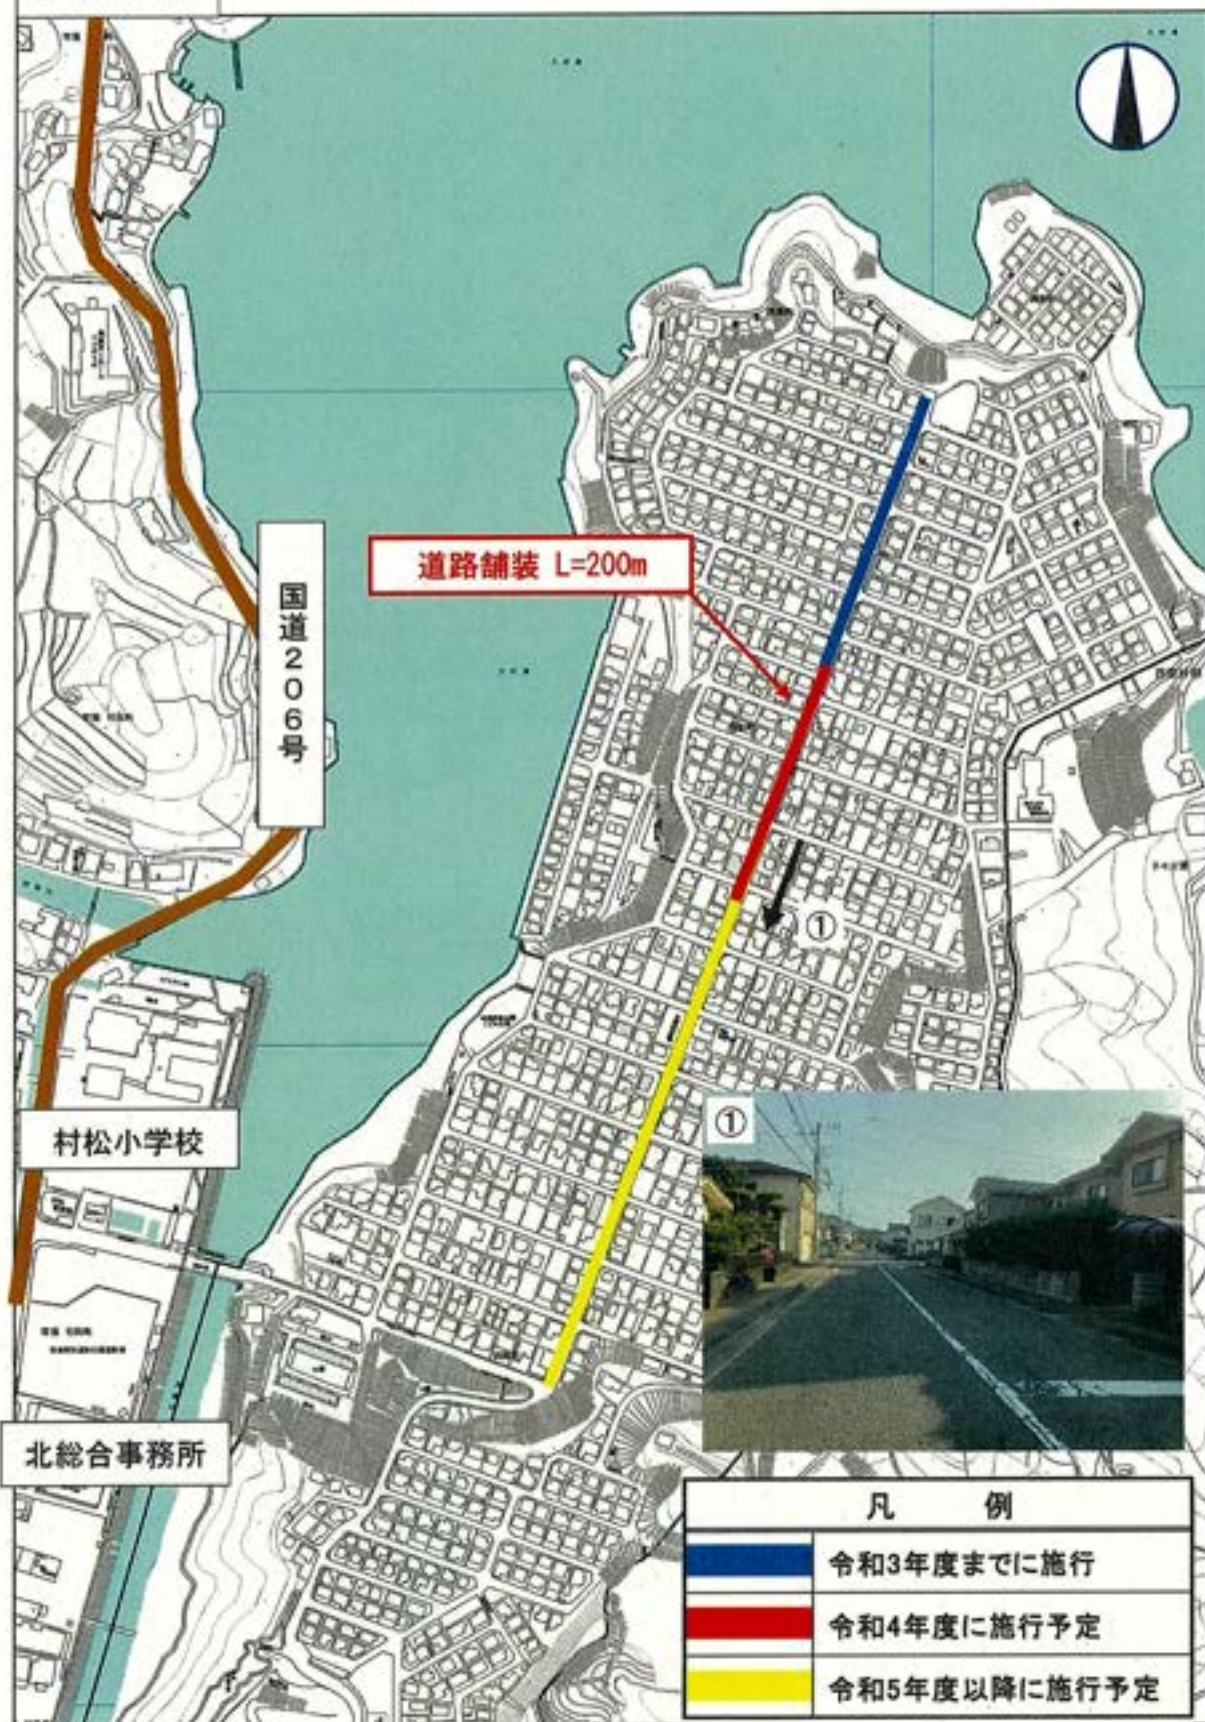 道路舗装 L=200m
国道206号
①
村松小学校
①
北総合事務所
凡 例
令和3年度までに施行
令和4年度に施行予定
令和5年度以降に施行予定